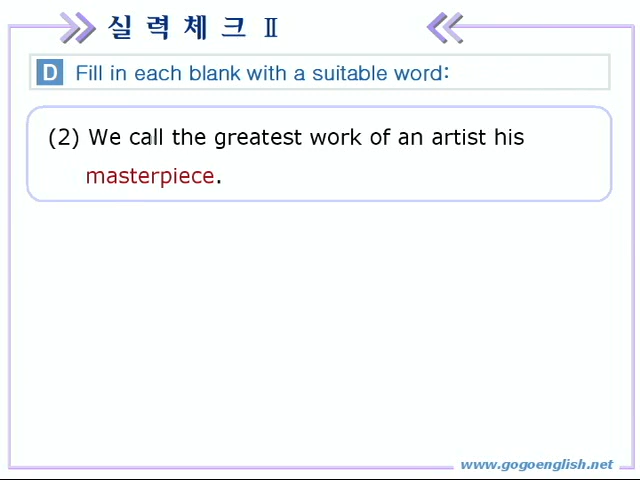 실 력 체 크 Ⅱ
D Fill in each blank with a suitable word:
(2) We call the greatest work of an artist his
masterpiece.
www.gogoenglish.net